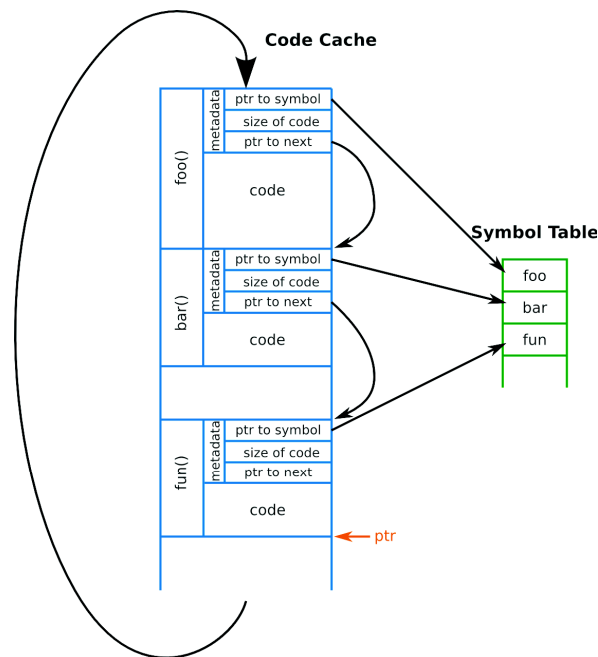 Code Cache
foo()
metadata
ptr to symbol
size of code
ptr to next
code
Symbol Table
foo
bar
fun
bar()
metadata
ptr to symbol
size of code
ptr to next
code
fun()
metadata
ptr to symbol
size of code
ptr to next
code
ptr